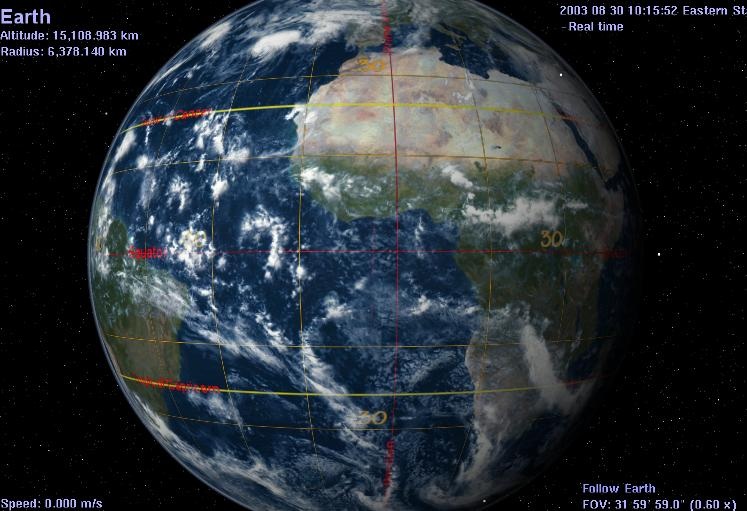 Earth
Altitude: 15,108.983 km
Radius: 6,378.140 km
2003 08 30 10:15:52 Eastern St
-Real time
30
Cancer
30
Equator
30
Speed: 0.000 m/s
Follow Earth
FOV: 31 59' 59.0" (0.60 x)